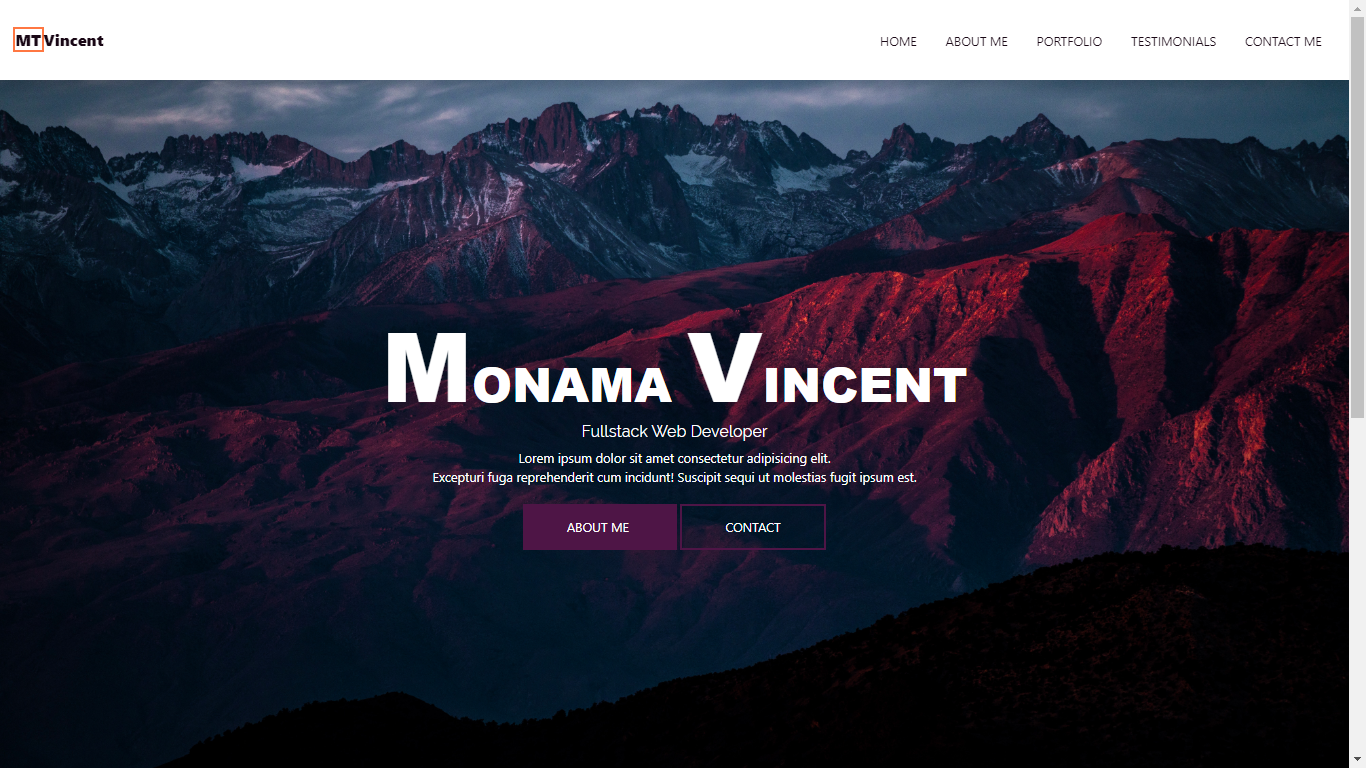 MTVincent
HOME ABOUT ME PORTFOLIO TESTIMONIALS CONTACT ME
MONAMA VINCENT
Fullstack Web Developer
Lorem ipsum dolor sit amet consectetur adipisicing elit.
Excepturi fuga reprehenderit cum incidunt! Suscipit sequi ut molestias fugit ipsum est.
ABOUT ME CONTACT